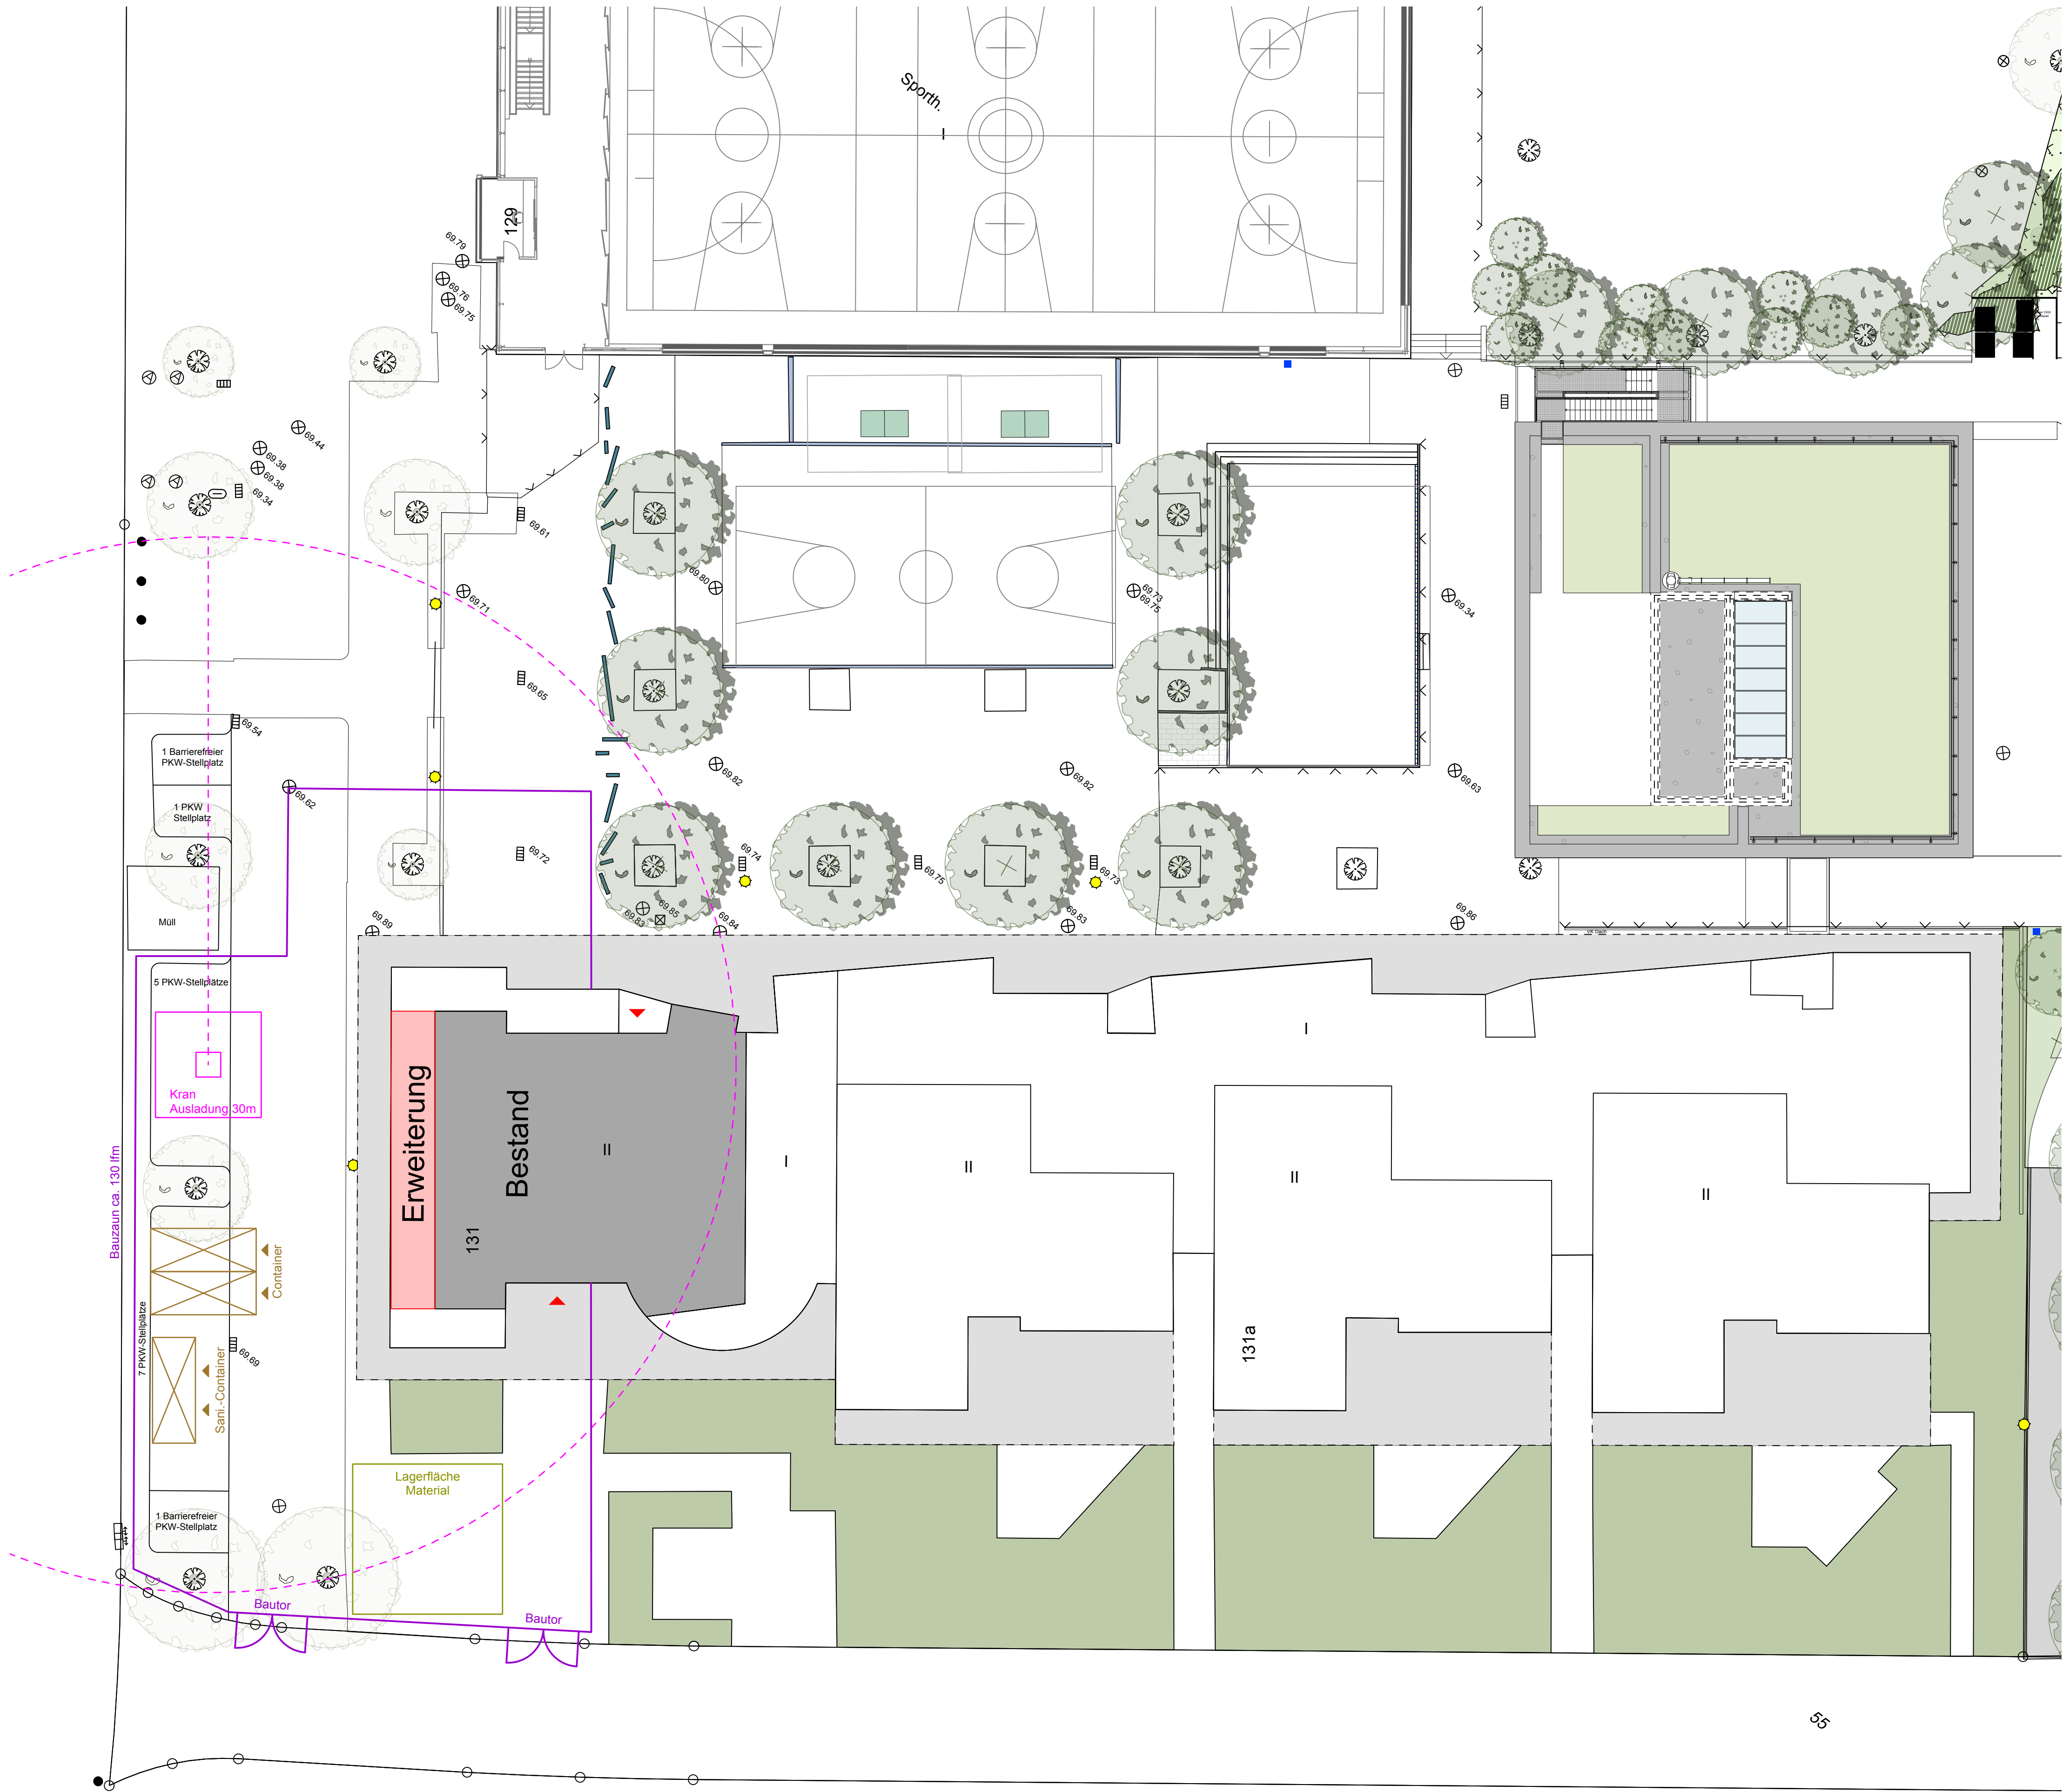 Sporth.
I
129
69.79
69.76
69.75
69.44
69.38
69.38
69.34
69.61
69.71
69.80
69.73
69.75
69.34
69.65
69.54
1 Barrierefreier
PKW-Stellplatz
69.62
1 PKW
Stellplatz
69.82
69.82
69.63
69.72
69.74
69.75
69.73
Müll
69.89
69.83
69.85
69.84
69.83
69.86
VK Dach
5 PKW-Stellplätze
Kran
Ausladung 30m
Bauzaun ca. 130 lfm
Erweiterung
Bestand
131
II
I
I
II
II
II
131a
Container
7 PKW-Stellplätze
Sani.-Container
69.69
Lagerfläche
Material
1 Barrierefreier
PKW-Stellplatz
Bautor
Bautor
55